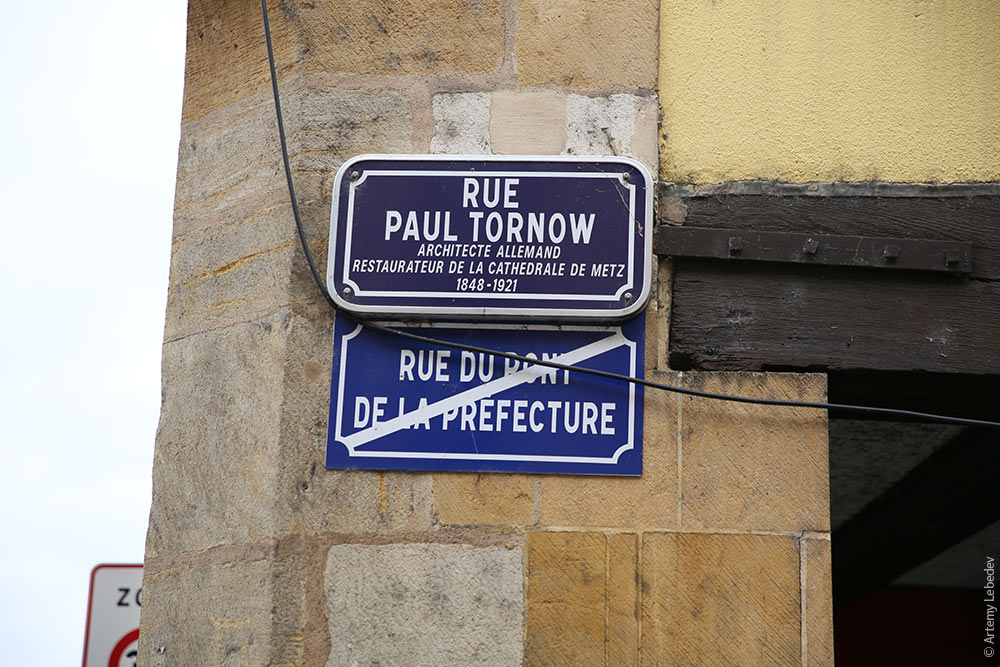 RUE
PAUL TORNOW
ARCHITECTE ALLEMAND
RESTAURATEUR DE LA CATHEDRALE DE METZ
1848-1921
RUE DU PONT
DE LA PRÉFECTURE
© Artemy Lebedev